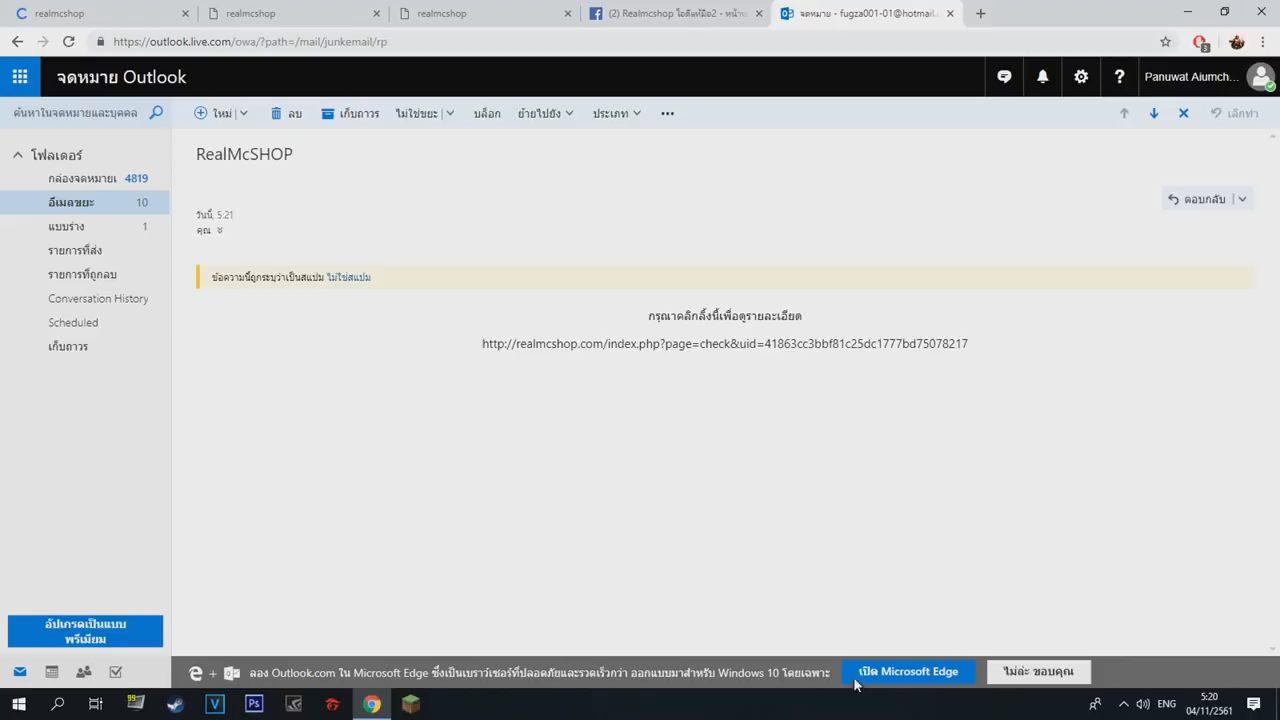 realmcshop
realmcshop
realmcshop
(2) Realmcshop ไอดีแท้มือ2 - หน้าแ
จดหมาย - fugza001-01@hotmail.
https://outlook.live.com/owa/?path=/mail/junkemail/rp
3
จดหมาย Outlook
Panuwat Aiumch...
ค้นหาในจดหมายและบุคคล
ใหม่
ลบ
เก็บถาวร
ไม่ใช่ขยะ
บล็อก
ย้ายไปยัง
ประเภท
เลิกทำ
โฟลเดอร์
กล่องจดหมายเ 4819
อีเมลขยะ 10
แบบร่าง 1
รายการที่ส่ง
รายการที่ถูกลบ
Conversation History
Scheduled
เก็บถาวร
RealMcSHOP
ตอบกลับ
วันนี้, 5:21
คุณ
ข้อความนี้ถูกระบุว่าเป็นสแปม ไม่ใช่สแปม
กรุณาคลิกลิ้งนี้เพื่อดูรายละเอียด
http://realmcshop.com/index.php?page=check&uid=41863cc3bbf81c25dc1777bd75078217
อัปเกรดเป็นแบบ
พรีเมียม
ลอง Outlook.com ใน Microsoft Edge ซึ่งเป็นเบราว์เซอร์ที่ปลอดภัยและรวดเร็วกว่า ออกแบบมาสำหรับ Windows 10 โดยเฉพาะ
เปิด Microsoft Edge
ไม่ล่ะ ขอบคุณ
99
ENG
5:20
04/11/2561